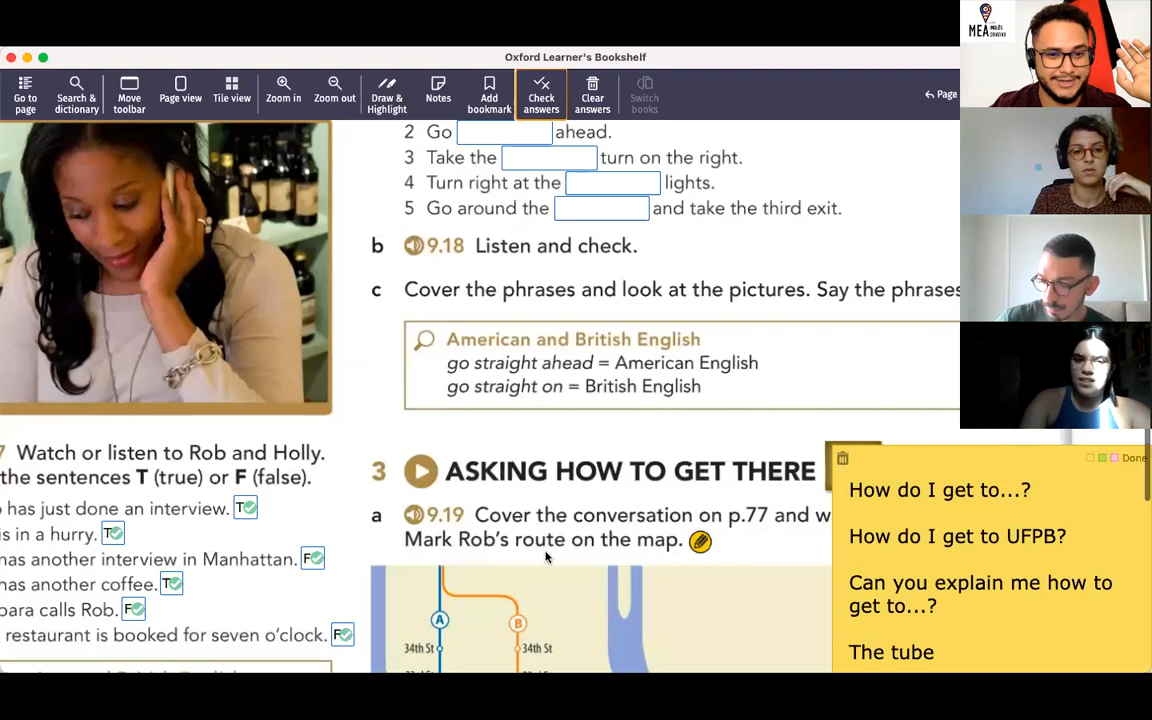 Oxford Learner's Bookshelf
Go to page
Search & dictionary
Move toolbar
Page view
Tile view
Zoom in
Zoom out
Draw & Highlight
Notes
Add bookmark
Check answers
Clear answers
Switch books
Page
MEA
INGLÊS
CRIATIVO
2 Go ahead.
3 Take the turn on the right.
4 Turn right at the lights.
5 Go around the and take the third exit.
b 9.18 Listen and check.
c Cover the phrases and look at the pictures. Say the phrases
American and British English
go straight ahead = American English
go straight on = British English
7 Watch or listen to Rob and Holly.
the sentences T (true) or F (false).
has just done an interview. T
is in a hurry. T
has another interview in Manhattan. F
has another coffee. T
bara calls Rob. F
restaurant is booked for seven o'clock. F
3 ASKING HOW TO GET THERE
a 9.19 Cover the conversation on p.77 and w
Mark Rob's route on the map.
A
B
34th St
34th St
Done
How do I get to...?
How do I get to UFPB?
Can you explain me how to
get to...?
The tube